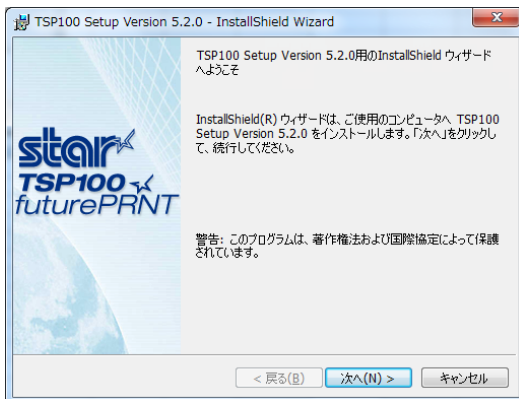 TSP100 Setup Version 5.2.0 - InstallShield Wizard
TSP100 Setup Version 5.2.0用のInstallShield ウィザード
へようこそ
InstallShield(R) ウィザードは、ご使用のコンピュータへ TSP100
Setup Version 5.2.0 をインストールします。「次へ」をクリックし
て、続行してください。
star
TSP100
futurePRNT
警告: このプログラムは、著作権法および国際協定によって保護
されています。
< 戻る(B)
次へ(N) >
キャンセル